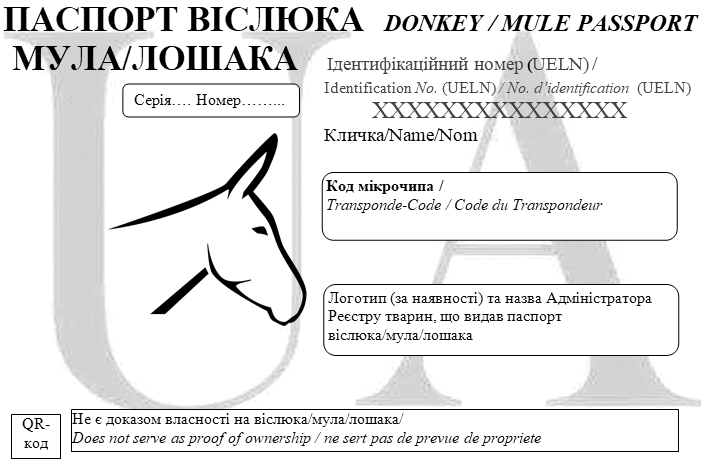 ПАСПОРТ ВІСЛЮКА DONKEY / MULE PASSPORT
МУЛА/ЛОШАКА
Ідентифікаційний номер (UELN) /
Identification No. (UELN) / No. d’identification (UELN)
XXXXXXXXXXXXXXX
Серія…. Номер……...
Кличка/Name/Nom
Код мікрочипа /
Transponde-Code / Code du Transpondeur
Логотип (за наявності) та назва Адміністратора
Реєстру тварин, що видав паспорт
віслюка/мула/лошака
QR-
код
Не є доказом власності на віслюка/мула/лошака/
Does not serve as proof of ownership / ne sert pas de prevue de propriete
UA